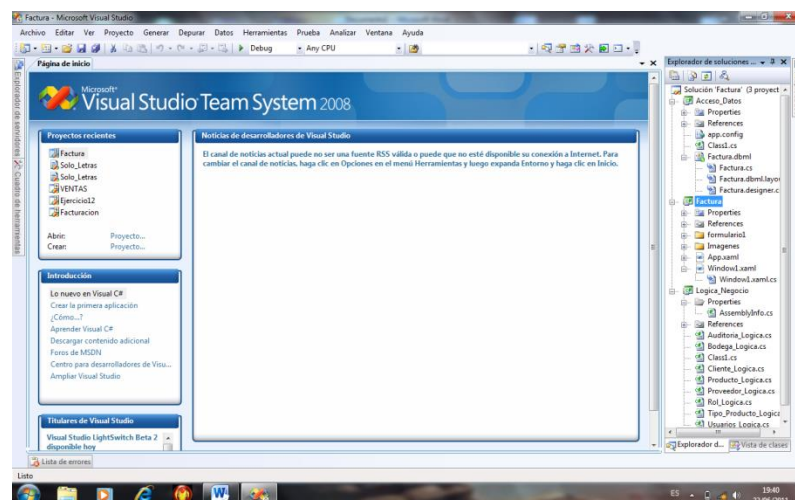 Factura - Microsoft Visual Studio
Archivo Editar Ver Proyecto Generar Depurar Datos Herramientas Prueba Analizar Ventana Ayuda
Debug Any CPU
Explorador de servidores
Cuadro de herramientas
Página de inicio
Microsoft®
Visual Studio Team System 2008
Proyectos recientes
Factura
Solo_Letras
Solo_Letras
VENTAS
Ejercicio12
Facturacion
Abrir: Proyecto...
Crear: Proyecto...
Introducción
Lo nuevo en Visual C#
Crear la primera aplicación
¿Cómo...?
Aprender Visual C#
Descargar contenido adicional
Foros de MSDN
Centro para desarrolladores de Visu...
Ampliar Visual Studio
Titulares de Visual Studio
Visual Studio LightSwitch Beta 2
disponible hoy
Noticias de desarrolladores de Visual Studio
El canal de noticias actual puede no ser una fuente RSS válida o puede que no esté disponible su conexión a Internet. Para
cambiar el canal de noticias, haga clic en Opciones en el menú Herramientas y luego expanda Entorno y haga clic en Inicio.
Explorador de soluciones ...
Solución 'Factura' (3 proyect
Acceso_Datos
Properties
References
app.config
Class1.cs
Factura.dbml
Factura.cs
Factura.dbml.layou
Factura.designer.c
Factura
Properties
References
formulario1
Imagenes
App.xaml
Window1.xaml
Window1.xaml.cs
Logica_Negocio
Properties
AssemblyInfo.cs
References
Auditoria_Logica.cs
Bodega_Logica.cs
Class1.cs
Cliente_Logica.cs
Producto_Logica.cs
Proveedor_Logica.cs
Rol_Logica.cs
Tipo_Producto_Logica
Usuarios_Logica.cs
Explorador d... Vista de clases
Lista de errores
Listo
ES 19:40